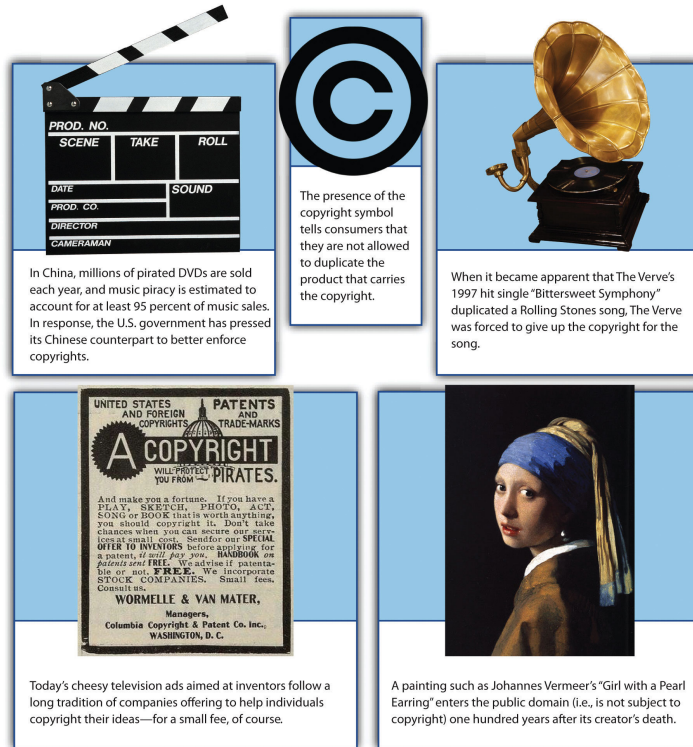 PROD. NO.
SCENE TAKE ROLL
DATE SOUND
PROD. CO.
DIRECTOR
CAMERAMAN
In China, millions of pirated DVDs are sold
each year, and music piracy is estimated to
account for at least 95 percent of music sales.
In response, the U.S. government has pressed
its Chinese counterpart to better enforce
copyrights.
©
The presence of the
copyright symbol
tells consumers that
they are not allowed
to duplicate the
product that carries
the copyright.
When it became apparent that The Verve's
1997 hit single “Bittersweet Symphony”
duplicated a Rolling Stones song, The Verve
was forced to give up the copyright for the
song.
UNITED STATES PATENTS
AND FOREIGN AND
COPYRIGHTS TRADE-MARKS
A COPYRIGHT
WILL PROTECT
YOU FROM PIRATES.
And make you a fortune. If you have a
PLAY, SKETCH, PHOTO, ACT,
SONG or BOOK that is worth anything,
you should copyright it. Don't take
chances when you can secure our serv-
ices at small cost. Send for our SPECIAL
OFFER TO INVENTORS before applying for
a patent, it will pay you. HANDBOOK on
patents sent FREE. We advise if patenta-
ble or not. FREE. We incorporate
STOCK COMPANIES. Small fees.
Consult us.
WORMELLE & VAN MATER,
Managers,
Columbia Copyright & Patent Co. Inc.,
WASHINGTON, D. C.
Today's cheesy television ads aimed at inventors follow a
long tradition of companies offering to help individuals
copyright their ideas—for a small fee, of course.
A painting such as Johannes Vermeer's “Girl with a Pearl
Earring” enters the public domain (i.e., is not subject to
copyright) one hundred years after its creator's death.